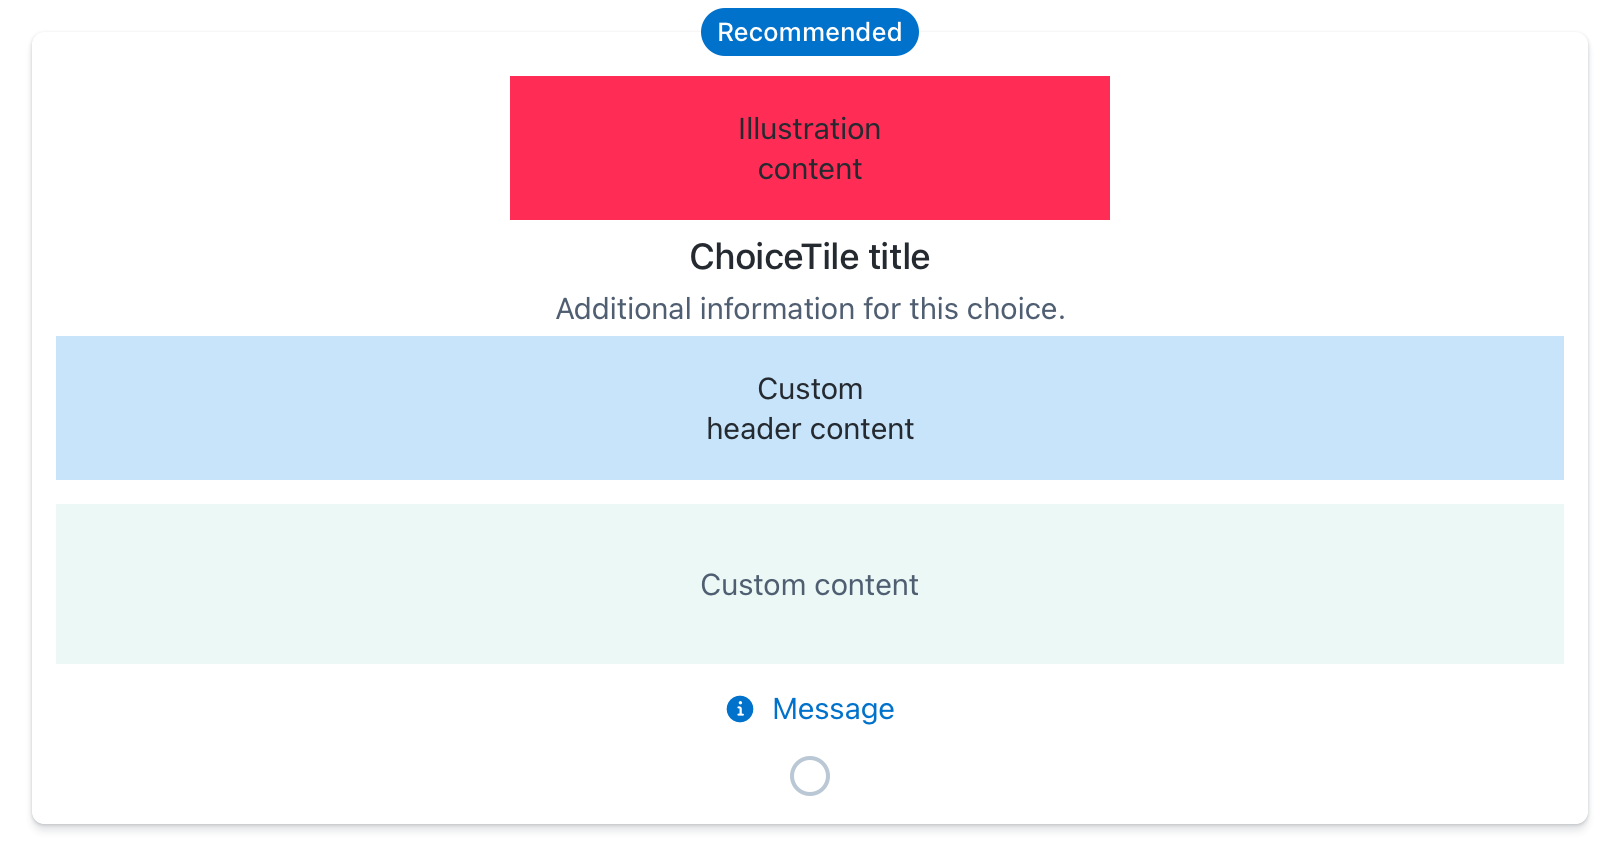 Recommended
Illustration
content
ChoiceTile title
Additional information for this choice.
Custom
header content
Custom content
Message